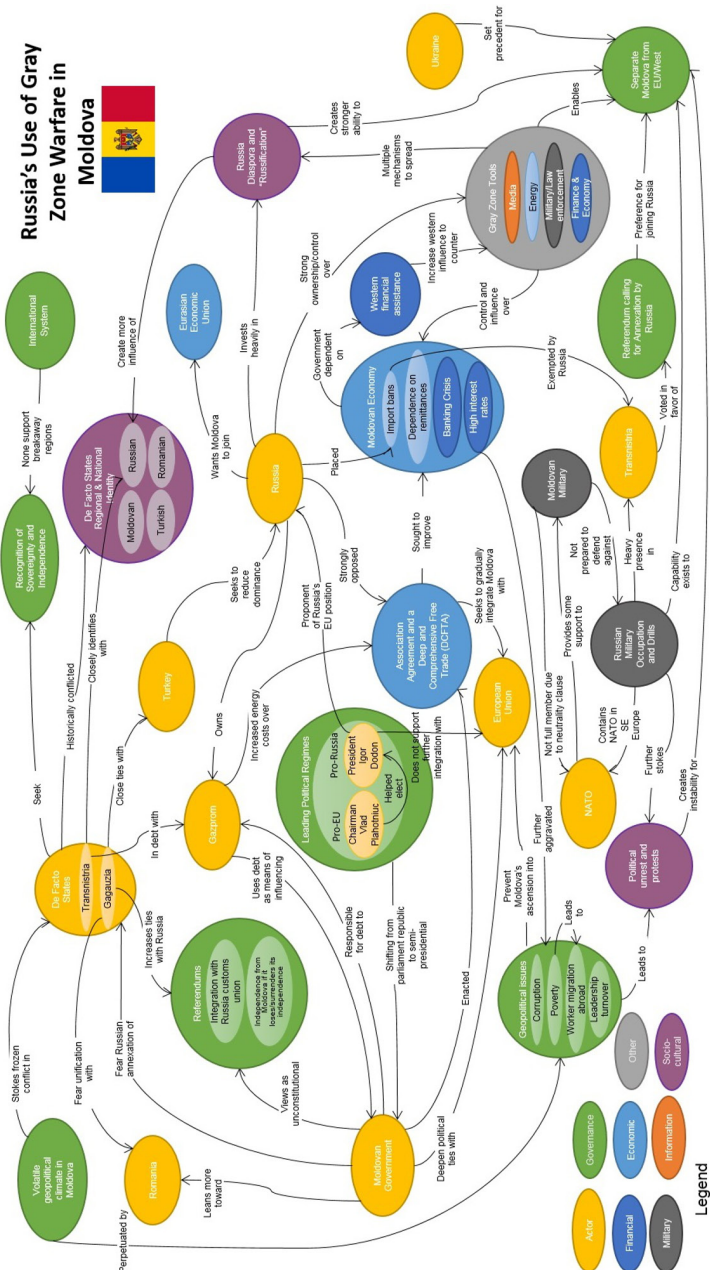 Russia's Use of Gray
Zone Warfare in
Moldova
Volatile
geopolitical
climate in
Moldova
Stokes frozen
conflict in
Perpetuated by
De Facto
States
Transnistria
Gagauzia
Seek
Recognition of
Sovereignty and
Independence
None support
breakaway
regions
International
System
Historically conflicted
Closely identifies
with
De Facto States
Regional & National
Identity
Moldovan
Russian
Turkish
Romanian
Create more
influence of
Russia
Diaspora and
"Russification"
Creates
stronger
ability to
Ukraine
Set
precedent for
Separate
Moldova from
EU/West
Romania
Fear unification
with
Fear Russian
annexation of
Increases ties
with Russia
Close ties with
Turkey
Seeks to
reduce
dominance
In debt with
Gazprom
Owns
Russia
Wants Moldova
to join
Eurasian
Economic
Union
Invests
heavily in
Strong
ownership/control
over
Multiple
mechanisms
to spread
Enables
Gray Zone Tools
Media
Energy
Military/Law
enforcement
Finance &
Economy
Leans more
toward
Referendums
Integration with
Russia customs
union
Independence from
Moldova if it
loses/surrenders its
independence
Views as
unconstitutional
Uses debt
as means of
influencing
Increased energy
costs over
Proponent
of Russia's
EU position
Strongly
opposed
Placed
Government
dependent
on
Western
financial
assistance
Increase western
influence to
counter
Control and
influence
over
Moldovan Economy
Import bans
Dependence on
remittances
Banking Crisis
High interest
rates
Exempted by
Russia
Moldovan
Government
Responsible
for debt to
Shifting from
parliament republic
to semi-
presidential
Leading Political Regimes
Pro-EU
Pro-Russia
Chairman
Vlad
Plahotniuc
President
Igor
Dodon
Helped
elect
Does not support
further
integration with
Association
Agreement and a
Deep and
Comprehensive Free
Trade (DCFTA)
Sought to
improve
Seeks to gradually
integrate Moldova
with
European
Union
Enacted
Deepen political
ties with
Prevent
Moldova's
ascension into
Further
aggravated
Not full member due
to neutrality clause
Provides some
support to
Moldovan
Military
Not
prepared to
defend
against
Transnistria
Voted in
favor of
Referendum calling
for Annexation by
Russia
Preference for
joining Russia
Geopolitical issues
Corruption
Poverty
Worker migration
abroad
Leadership
turnover
Leads to
Leads to
NATO
Contains
NATO in
SE
Europe
Russian
Military
Occupation
and Drills
Heavy
presence
in
Capability
exists to
Further
stokes
Political
unrest and
protests
Creates
instability for
Actor
Governance
Other
Financial
Economic
Socio-
cultural
Military
Information
Legend